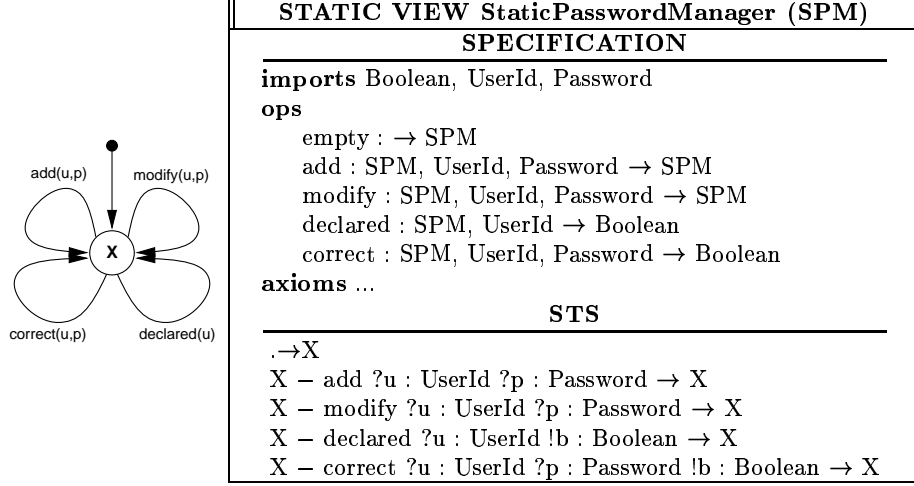 add(u,p)
modify(u,p)
X
correct(u,p)
declared(u)
STATIC VIEW StaticPasswordManager (SPM)
SPECIFICATION
imports Boolean, UserId, Password
ops
empty : → SPM
add : SPM, UserId, Password → SPM
modify : SPM, UserId, Password → SPM
declared : SPM, UserId → Boolean
correct : SPM, UserId, Password → Boolean
axioms ...
STS
.→X
X – add ?u : UserId ?p : Password → X
X – modify ?u : UserId ?p : Password → X
X – declared ?u : UserId !b : Boolean → X
X – correct ?u : UserId ?p : Password !b : Boolean → X